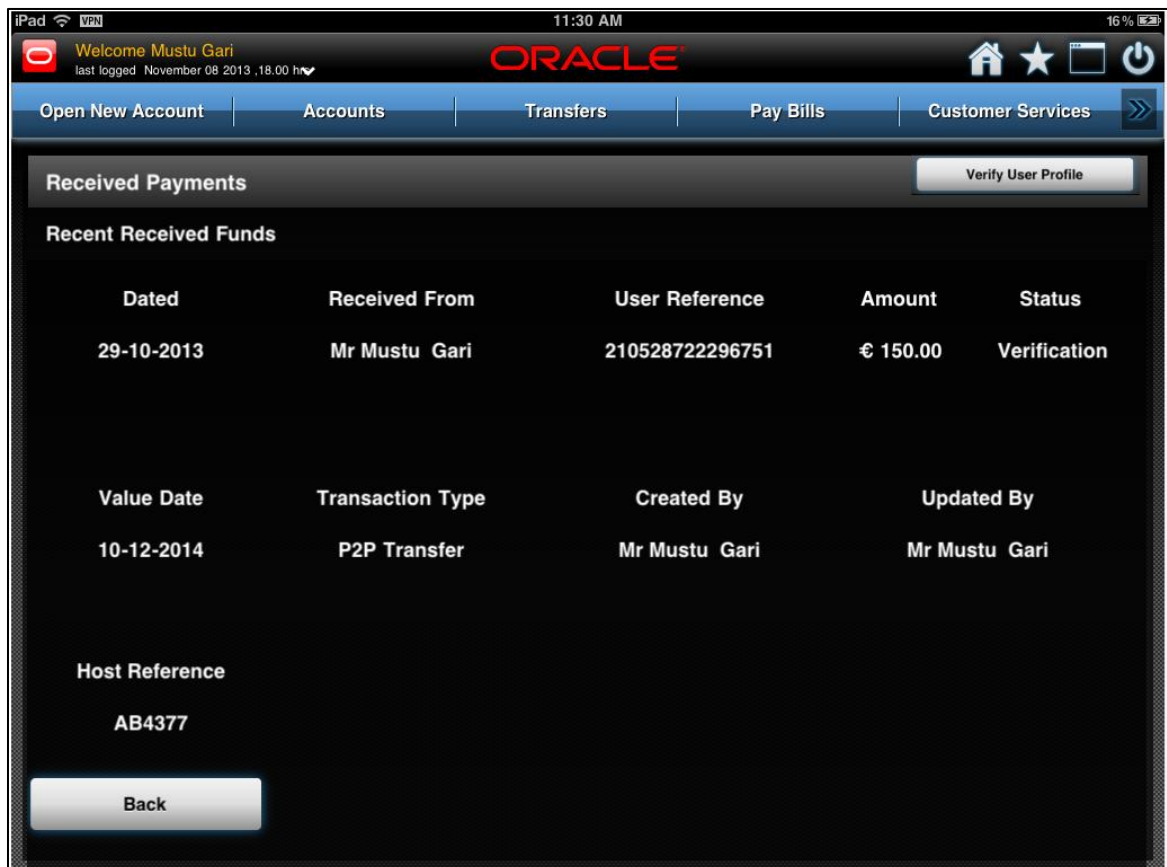 iPad VPN 11:30 AM 16%
Welcome Mustu Gari
last logged November 08 2013 ,18.00 hrs
ORACLE
Open New Account Accounts Transfers Pay Bills Customer Services
Received Payments Verify User Profile
Recent Received Funds
Dated Received From User Reference Amount Status
29-10-2013 Mr Mustu Gari 210528722296751 € 150.00 Verification
Value Date Transaction Type Created By Updated By
10-12-2014 P2P Transfer Mr Mustu Gari Mr Mustu Gari
Host Reference
AB4377
Back